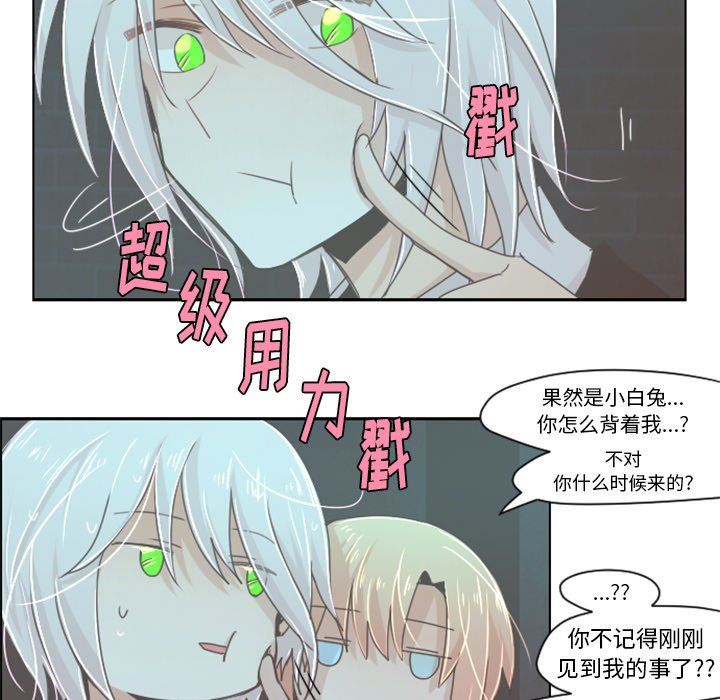 戳
超级用力戳
果然是小白兔...
你怎么背着我...?
不对
你什么时候来的?
...??
你不记得刚刚
见到我的事了??